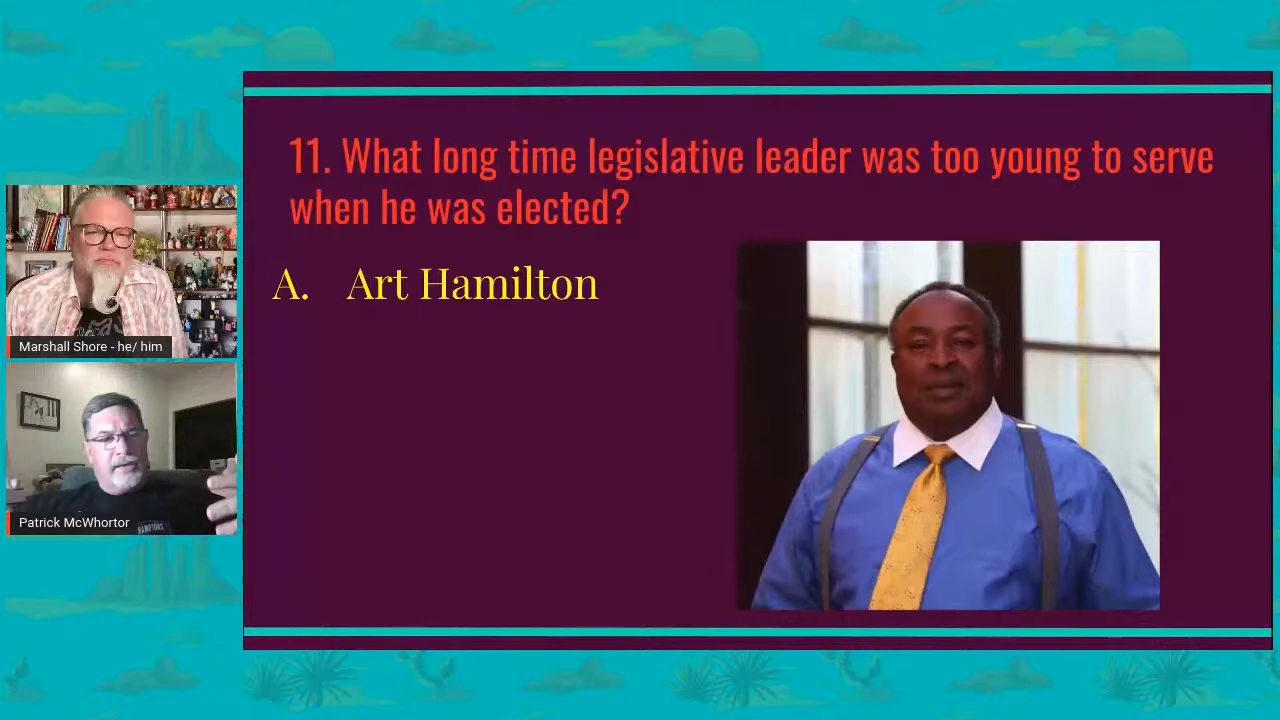 11. What long time legislative leader was too young to serve
when he was elected?
A. Art Hamilton
Marshall Shore - he/ him
Patrick McWhortor